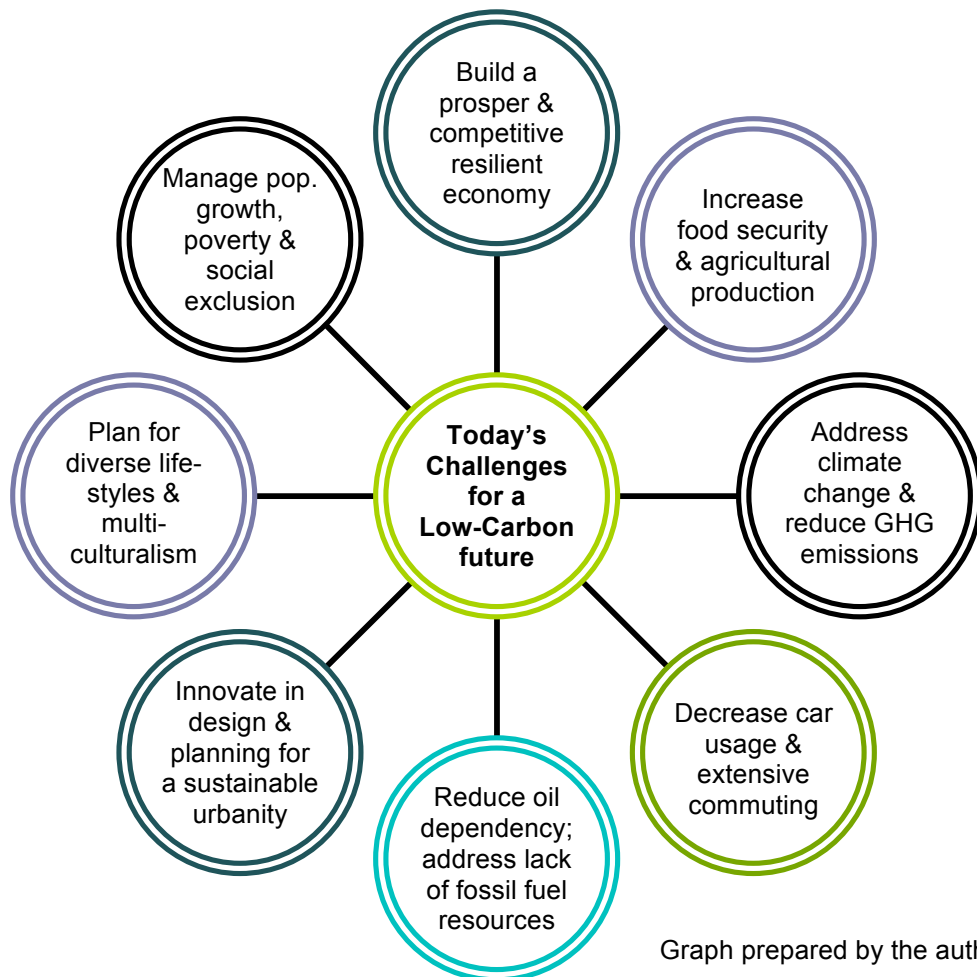 Build a
prosper &
competitive
resilient
economy
Increase
food security
& agricultural
production
Address
climate
change &
reduce GHG
emissions
Decrease car
usage &
extensive
commuting
Reduce oil
dependency;
address lack
of fossil fuel
resources
Innovate in
design &
planning for
a sustainable
urbanity
Plan for
diverse life-
styles &
multi-
culturalism
Manage pop.
growth,
poverty &
social
exclusion
Today’s
Challenges
for a
Low-Carbon
future
Graph prepared by the